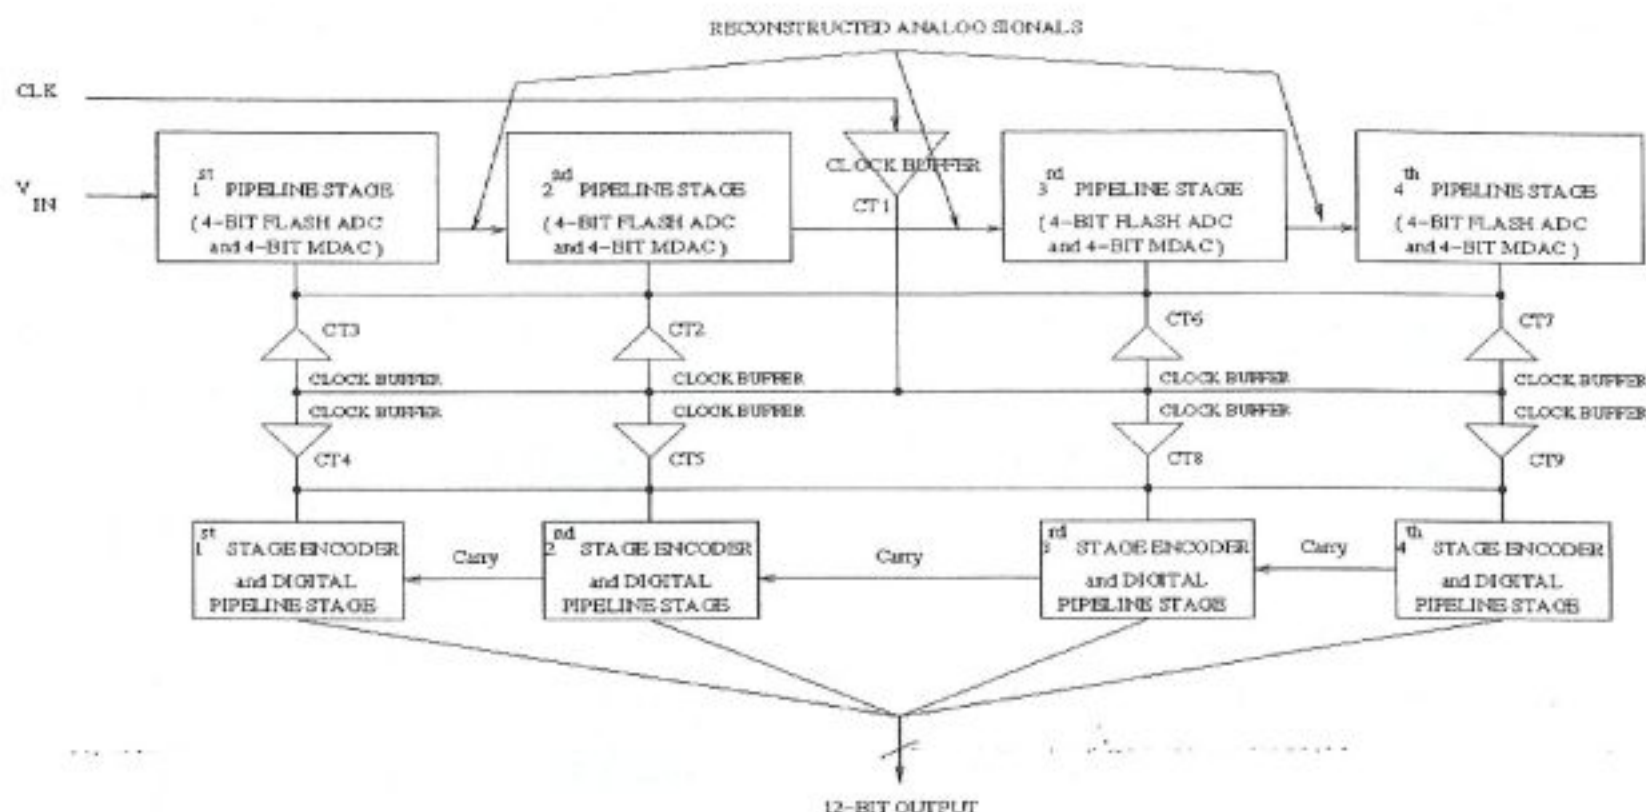 RECONSTRUCTED ANALOG SIGNALS
CLK
CLOCK BUFFER
CT1
V IN
1st PIPELINE STAGE
(4-BIT FLASH ADC
and 4-BIT MDAC)
2nd PIPELINE STAGE
(4-BIT FLASH ADC
and 4-BIT MDAC)
3rd PIPELINE STAGE
(4-BIT FLASH ADC
and 4-BIT MDAC)
4th PIPELINE STAGE
(4-BIT FLASH ADC
and 4-BIT MDAC)
CT3
CT2
CT6
CT7
CLOCK BUFFER
CLOCK BUFFER
CLOCK BUFFER
CLOCK BUFFER
CLOCK BUFFER
CLOCK BUFFER
CLOCK BUFFER
CLOCK BUFFER
CT4
CT5
CT8
CT9
1st STAGE ENCODER
and DIGITAL
PIPELINE STAGE
Carry
2nd STAGE ENCODER
and DIGITAL
PIPELINE STAGE
Carry
3rd STAGE ENCODER
and DIGITAL
PIPELINE STAGE
Carry
4th STAGE ENCODER
and DIGITAL
PIPELINE STAGE
12-BIT OUTPUT